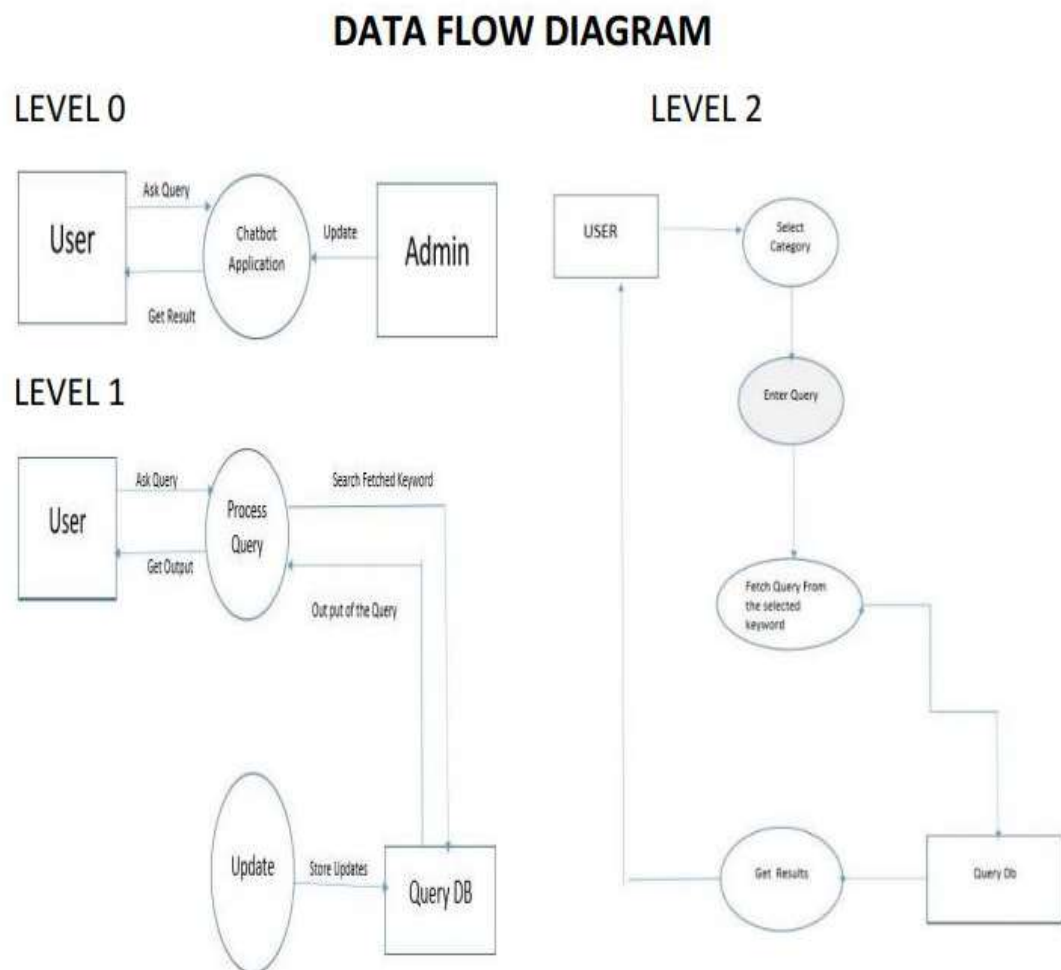 DATA FLOW DIAGRAM
LEVEL 0
User
Ask Query
Get Result
Chatbot
Application
Update
Admin
LEVEL 1
User
Ask Query
Get Output
Process
Query
Search Fetched Keyword
Out put of the Query
Update
Store Updates
Query DB
LEVEL 2
USER
Select
Category
Enter Query
Fetch Query From
the selected
keyword
Get Results
Query Db